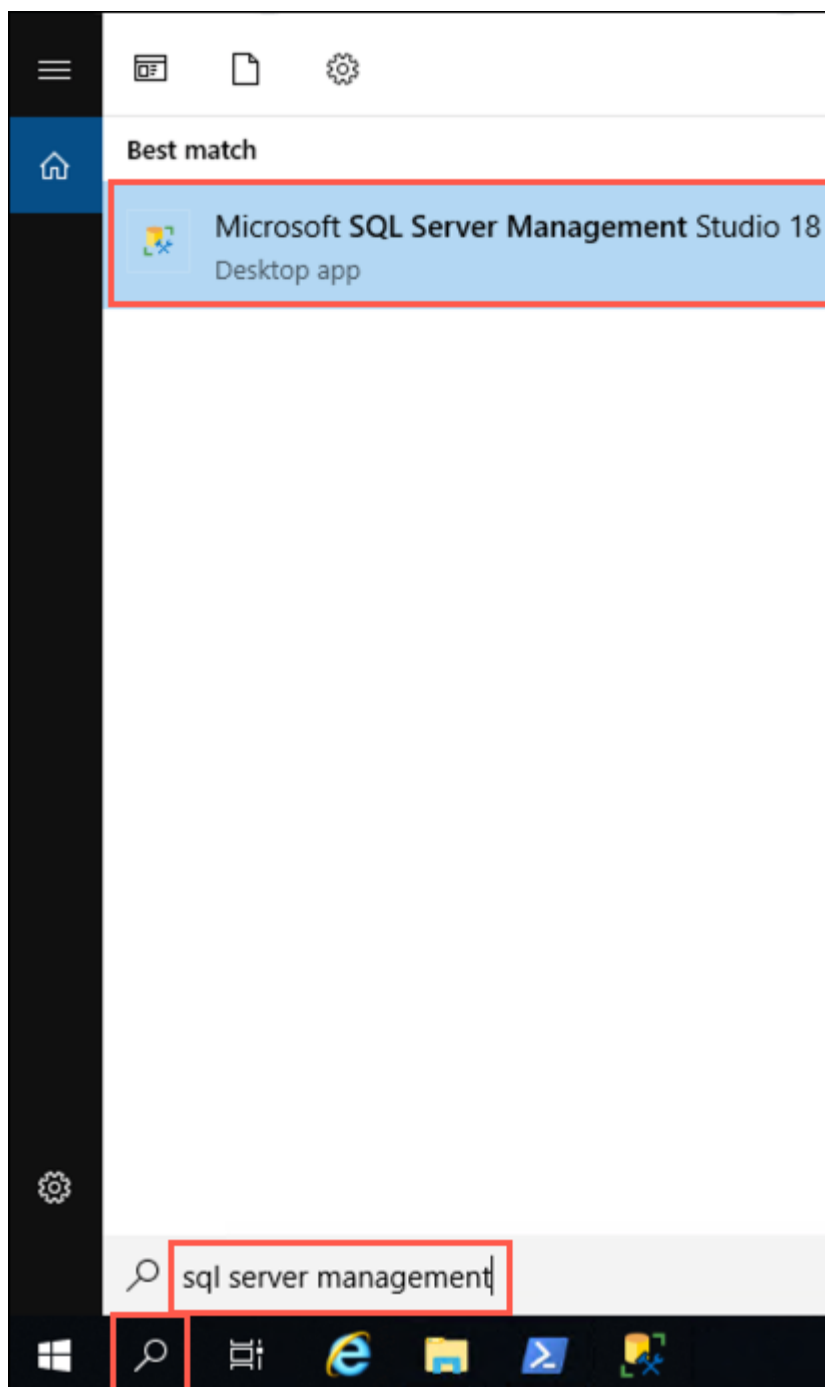 Best match
Microsoft SQL Server Management Studio 18
Desktop app
sql server management